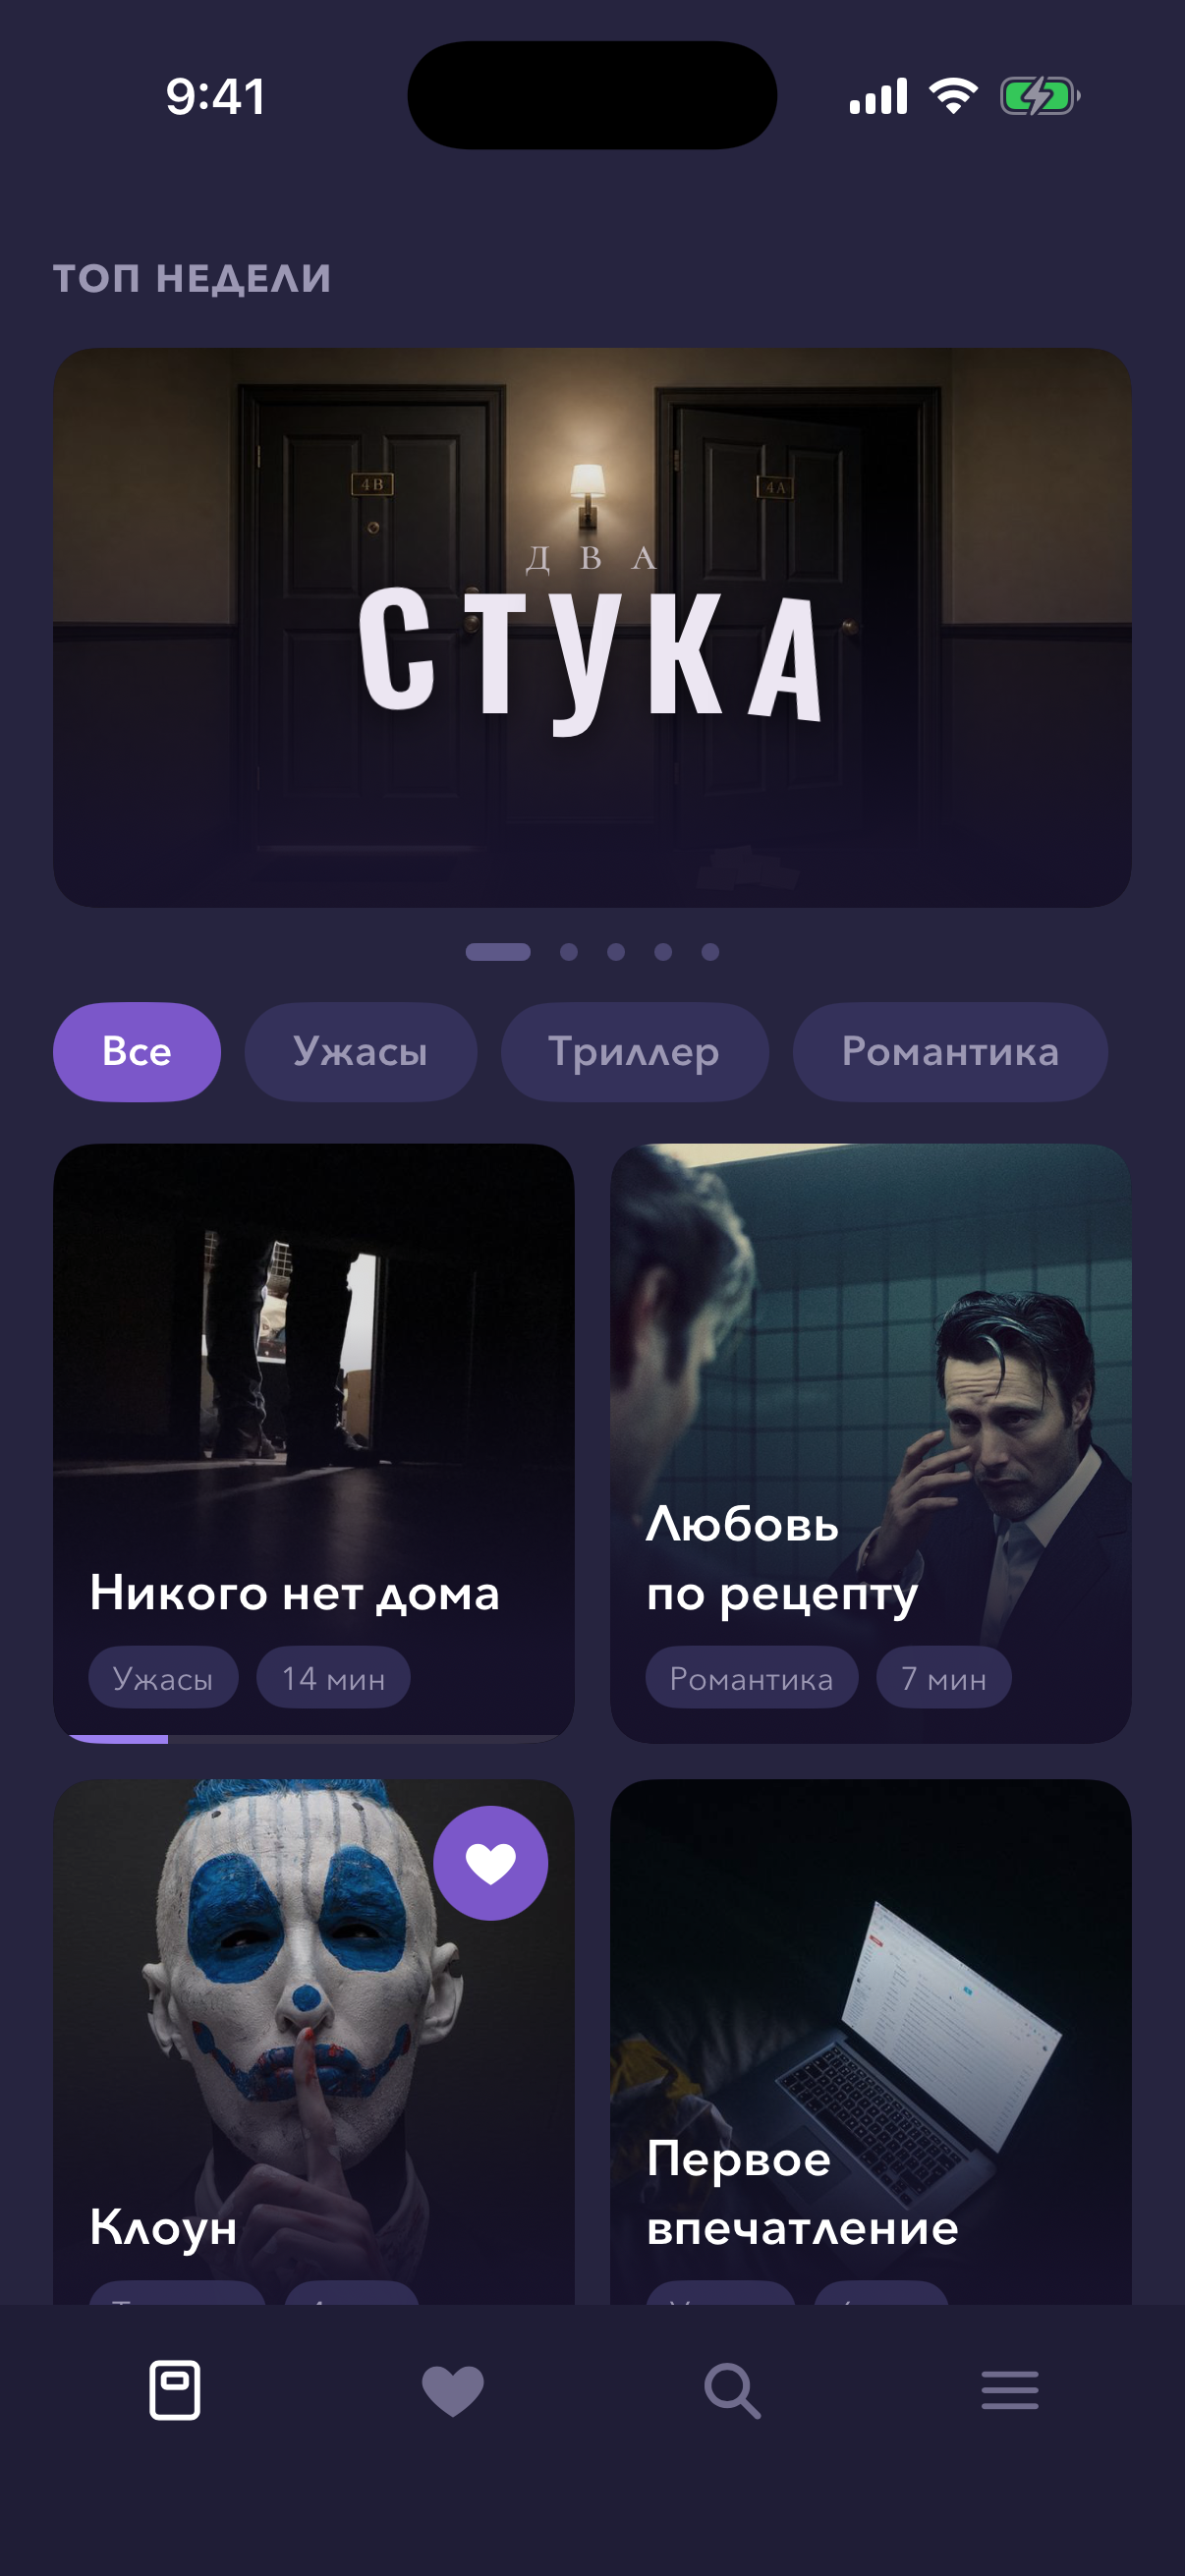 9:41
ТОП НЕДЕЛИ
4B
4A
ДВА
СТУКА
Все
Ужасы
Триллер
Романтика
Никого нет дома
Ужасы
14 мин
Любовь
по рецепту
Романтика
7 мин
Клоун
Первое
впечатление